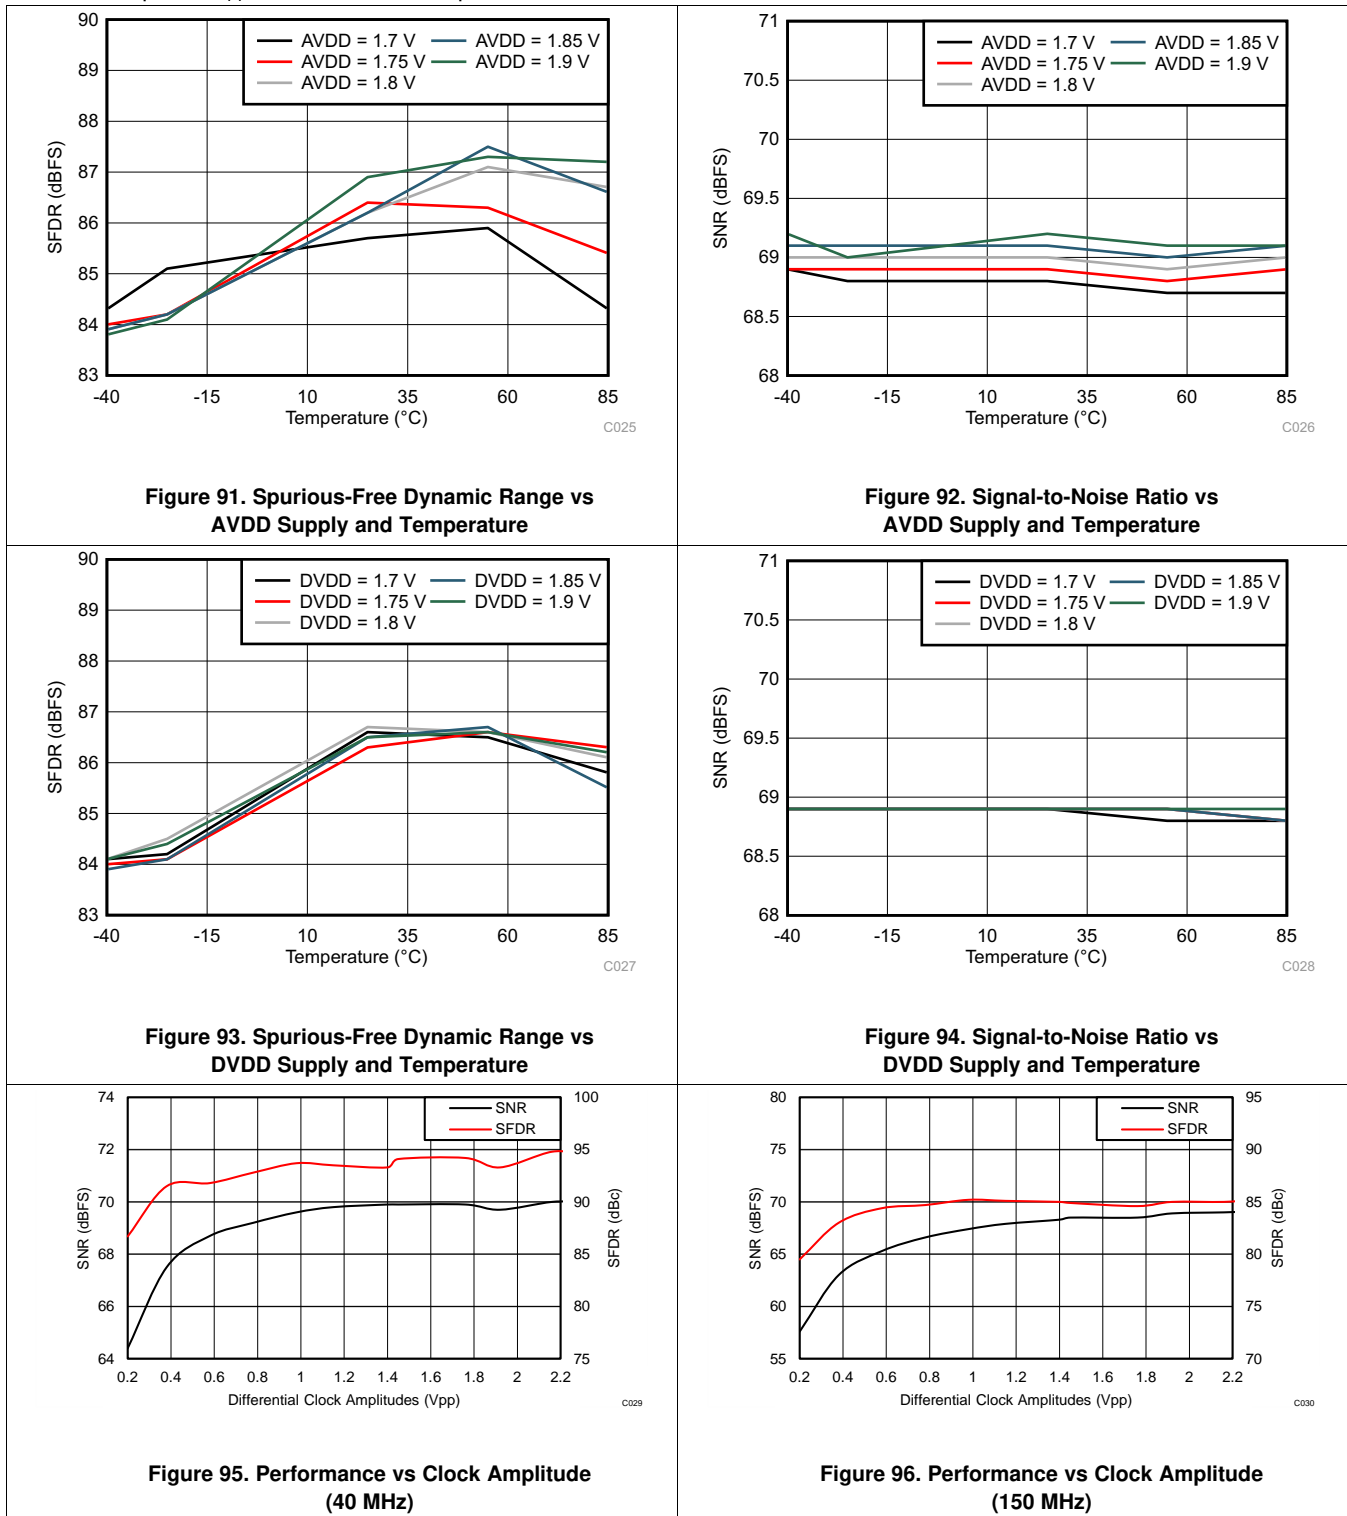 90
89
88
87
86
85
84
83
SFDR (dBFS)
AVDD = 1.7 V
AVDD = 1.85 V
AVDD = 1.75 V
AVDD = 1.9 V
AVDD = 1.8 V
-40 -15 10 35 60 85
Temperature (°C)
C025
Figure 91. Spurious-Free Dynamic Range vs
AVDD Supply and Temperature
71
70.5
70
69.5
69
68.5
68
SNR (dBFS)
AVDD = 1.7 V
AVDD = 1.85 V
AVDD = 1.75 V
AVDD = 1.9 V
AVDD = 1.8 V
-40 -15 10 35 60 85
Temperature (°C)
C026
Figure 92. Signal-to-Noise Ratio vs
AVDD Supply and Temperature
90
89
88
87
86
85
84
83
SFDR (dBFS)
DVDD = 1.7 V
DVDD = 1.85 V
DVDD = 1.75 V
DVDD = 1.9 V
DVDD = 1.8 V
-40 -15 10 35 60 85
Temperature (°C)
C027
Figure 93. Spurious-Free Dynamic Range vs
DVDD Supply and Temperature
71
70.5
70
69.5
69
68.5
68
SNR (dBFS)
DVDD = 1.7 V
DVDD = 1.85 V
DVDD = 1.75 V
DVDD = 1.9 V
DVDD = 1.8 V
-40 -15 10 35 60 85
Temperature (°C)
C028
Figure 94. Signal-to-Noise Ratio vs
DVDD Supply and Temperature
74
72
70
68
66
64
SNR (dBFS)
SNR
SFDR
100
95
90
85
80
75
SFDR (dBc)
0.2 0.4 0.6 0.8 1 1.2 1.4 1.6 1.8 2 2.2
Differential Clock Amplitudes (Vpp)
C029
Figure 95. Performance vs Clock Amplitude
(40 MHz)
80
75
70
65
60
55
SNR (dBFS)
SNR
SFDR
95
90
85
80
75
70
SFDR (dBc)
0.2 0.4 0.6 0.8 1 1.2 1.4 1.6 1.8 2 2.2
Differential Clock Amplitudes (Vpp)
C030
Figure 96. Performance vs Clock Amplitude
(150 MHz)